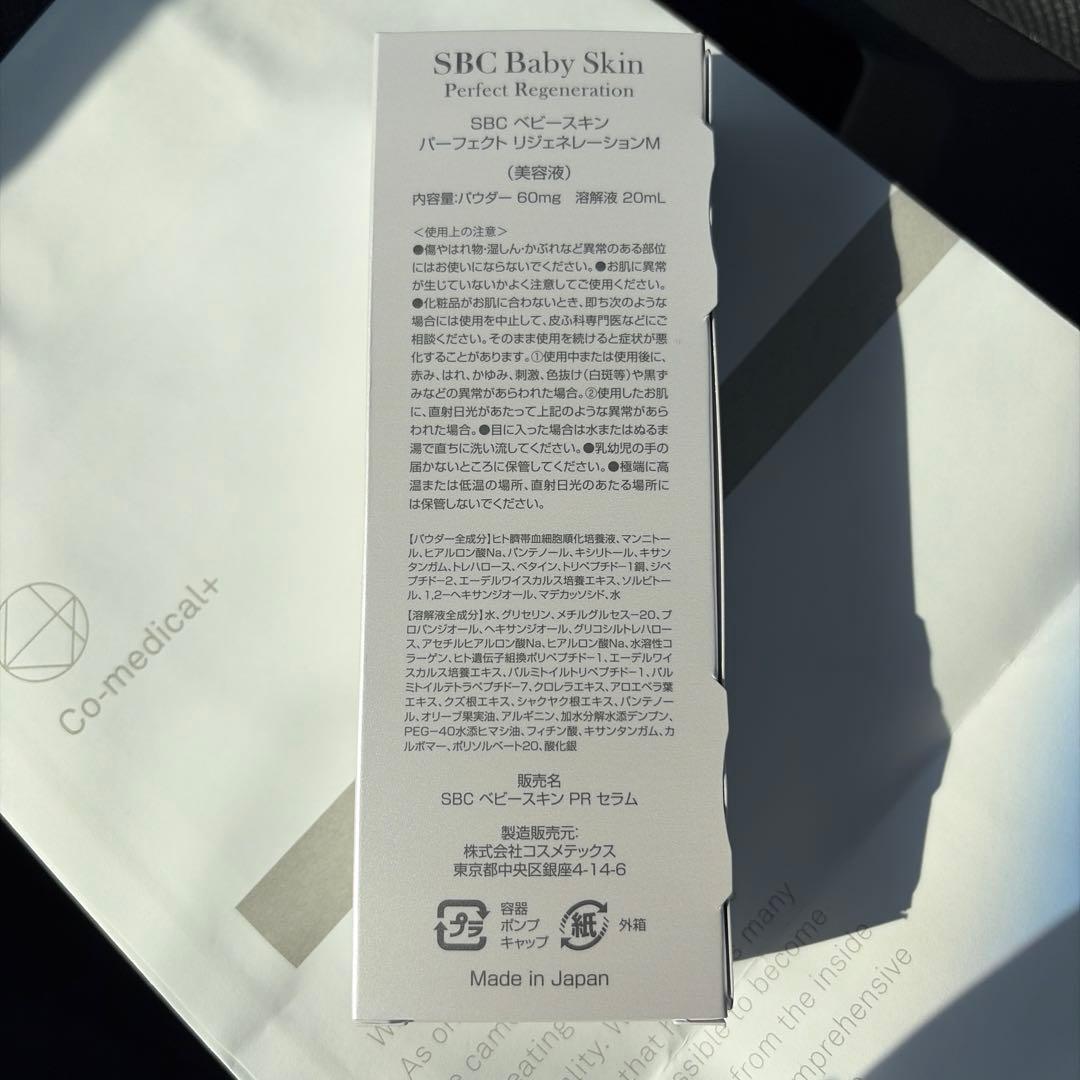 SBC Baby Skin
Perfect Regeneration
SBC ベビースキン
パーフェクト リジェネレーションM
（美容液）
内容量:パウダー 60mg 溶解液 20mL
＜使用上の注意＞
●傷やはれ物・湿しん・かぶれなど異常のある部位
にはお使いにならないでください。●お肌に異常
が生じていないかよく注意してご使用ください。
●化粧品がお肌に合わないとき、即ち次のような
場合には使用を中止して、皮ふ科専門医などにご
相談ください。そのまま使用を続けると症状が悪
化することがあります。①使用中または使用後に、
赤み、はれ、かゆみ、刺激、色抜け（白斑等）や黒ず
みなどの異常があらわれた場合。②使用したお肌
に、直射日光があたって上記のような異常があら
われた場合。●目に入った場合は水またはぬるま
湯で直ちに洗い流してください。●乳幼児の手の
届かないところに保管してください。●極端に高
温または低温の場所、直射日光のあたる場所に
は保管しないでください。
【パウダー全成分】ヒト臍帯血細胞順化培養液、マンニトー
ル、ヒアルロン酸Na、パンテノール、キシリトール、キサン
タンガム、トレハロース、ベタイン、トリペプチド-1銅、ジペ
プチド-2、エーデルワイスカルス培養エキス、ソルビトー
ル、1,2-ヘキサンジオール、マデカッソシド、水
【溶解液全成分】水、グリセリン、メチルグルセス-20、プ
ロパンジオール、ヘキサンジオール、グリコシルトレハロー
ス、アセチルヒアルロン酸Na、ヒアルロン酸Na、水溶性コ
ラーゲン、ヒト遺伝子組換ポリペプチド-1、エーデルワイ
スカルス培養エキス、パルミトイルトリペプチド-1、パル
ミトイルテトラペプチド-7、クロレラエキス、アロエベラ葉
エキス、クズ根エキス、シャクヤク根エキス、パンテノー
ル、オリーブ果実油、アルギニン、加水分解水添デンプン、
PEG-40水添ヒマシ油、フィチン酸、キサンタンガム、カ
ルボマー、ポリソルベート20、酸化銀
販売名
SBC ベビースキン PR セラム
製造販売元:
株式会社コスメテックス
東京都中央区銀座4-14-6
プラ
容器
ポンプ
キャップ
紙
外箱
Made in Japan
Co-medical+
many
to become
from the inside
As o
that